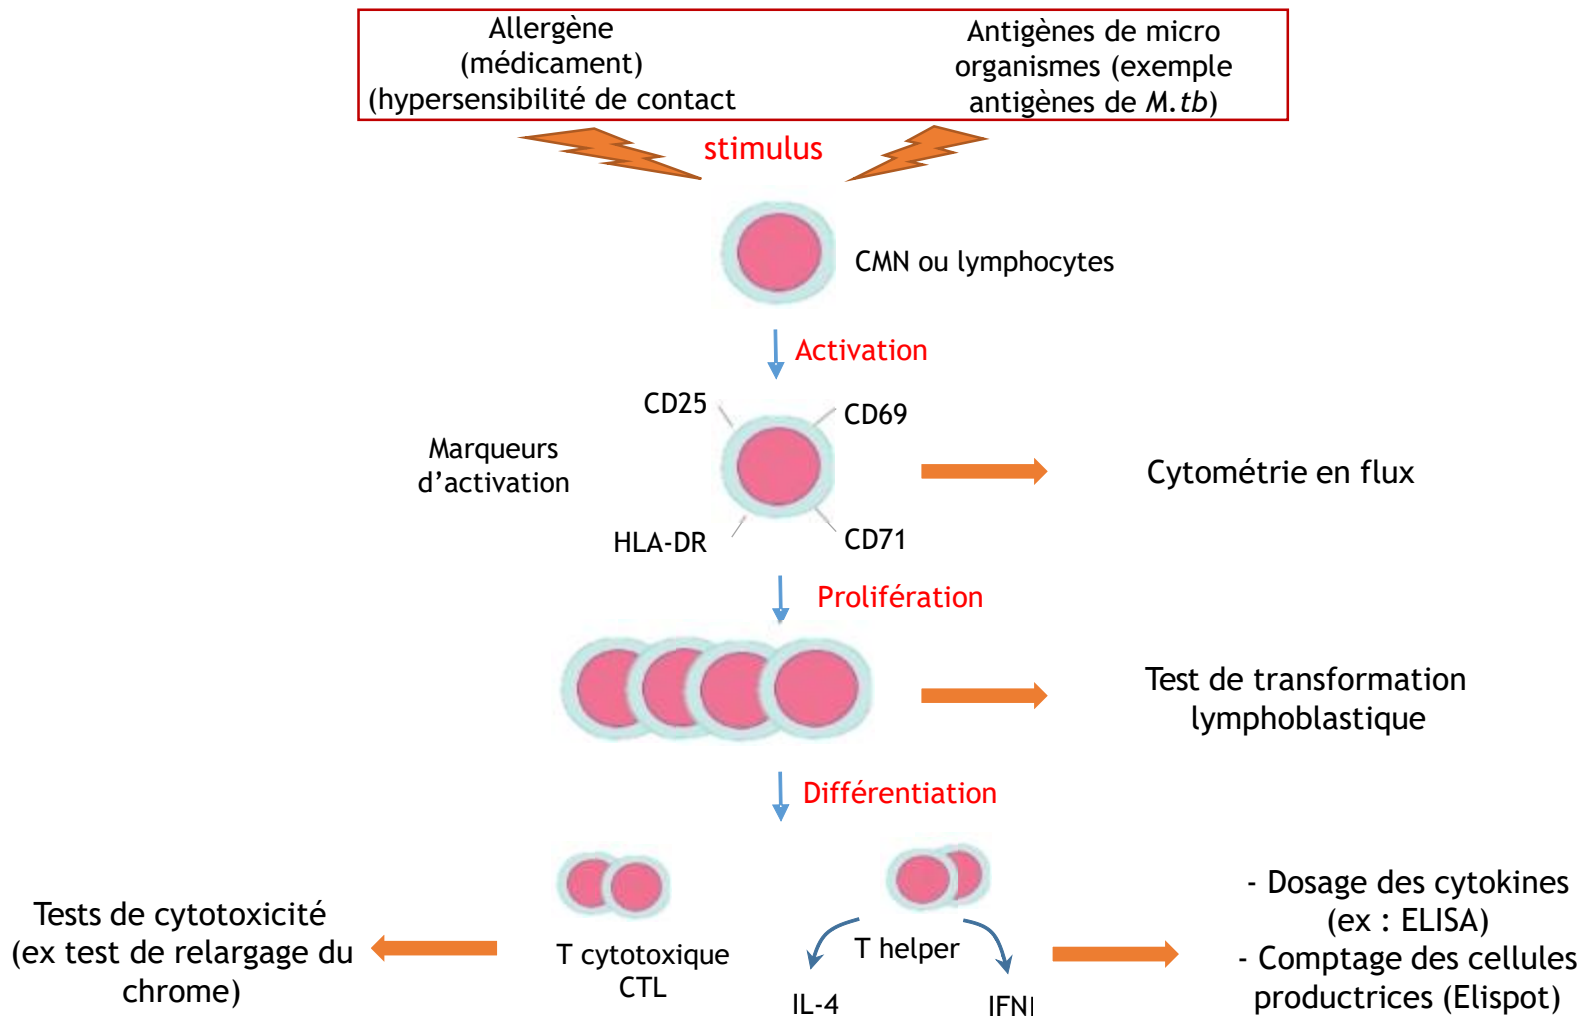 Allergène
(médicament)
(hypersensibilité de contact
Antigènes de micro
organismes (exemple
antigènes de M.tb)
stimulus
CMN ou lymphocytes
Activation
CD25
CD69
Marqueurs
d’activation
Cytométrie en flux
HLA-DR
CD71
Prolifération
Test de transformation
lymphoblastique
Différentiation
Tests de cytotoxicité
(ex test de relargage du
chrome)
T cytotoxique
CTL
T helper
IL-4
IFN
- Dosage des cytokines
(ex : ELISA)
- Comptage des cellules
productrices (Elispot)